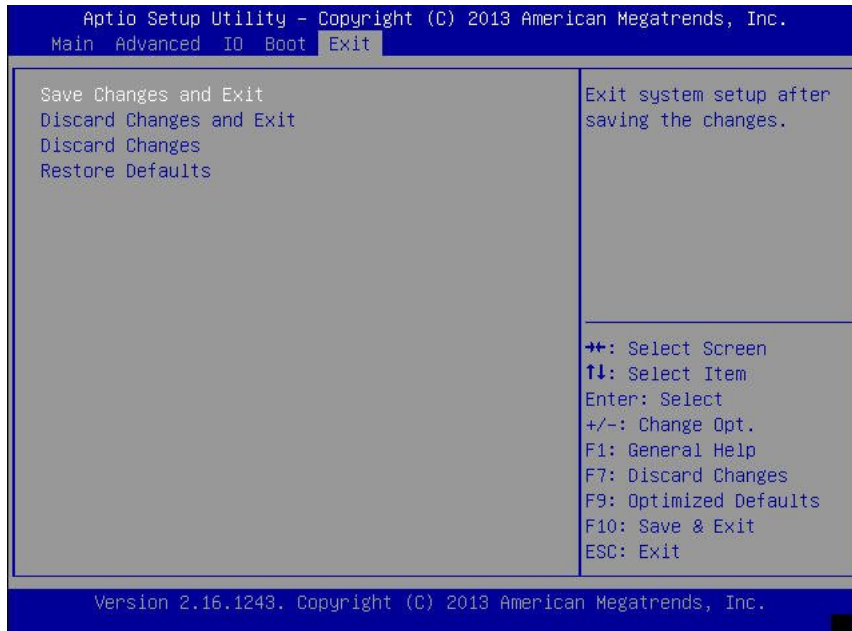 Aptio Setup Utility – Copyright (C) 2013 American Megatrends, Inc.
Main Advanced IO Boot Exit
Save Changes and Exit
Discard Changes and Exit
Discard Changes
Restore Defaults
Exit system setup after
saving the changes.
→←: Select Screen
↑↓: Select Item
Enter: Select
+/-: Change Opt.
F1: General Help
F7: Discard Changes
F9: Optimized Defaults
F10: Save & Exit
ESC: Exit
Version 2.16.1243. Copyright (C) 2013 American Megatrends, Inc.